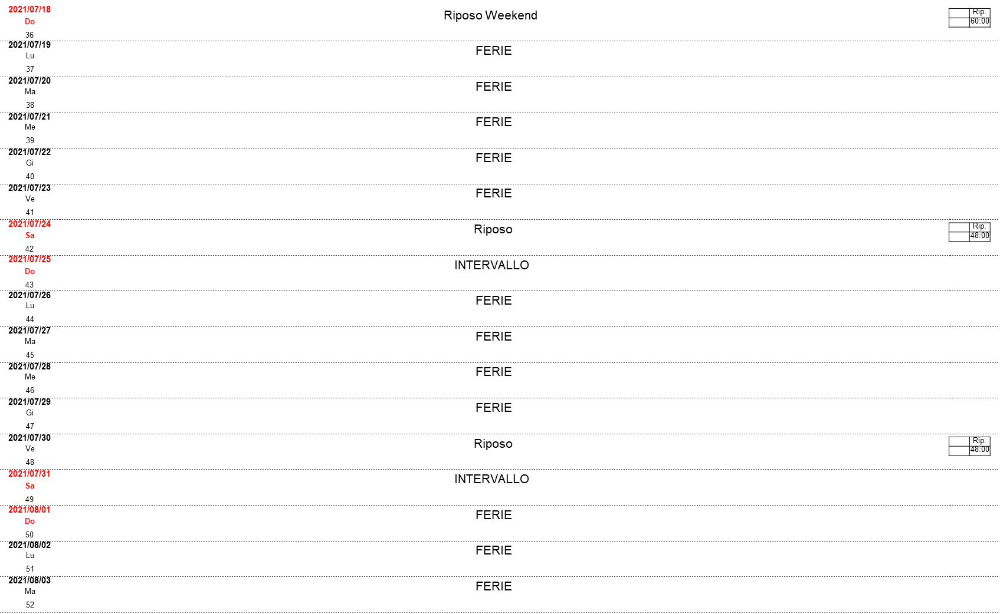 2021/07/18
Do
36
Riposo Weekend
Rip.
60:00
2021/07/19
Lu
37
FERIE
2021/07/20
Ma
38
FERIE
2021/07/21
Me
39
FERIE
2021/07/22
Gi
40
FERIE
2021/07/23
Ve
41
FERIE
2021/07/24
Sa
42
Riposo
Rip.
48:00
2021/07/25
Do
43
INTERVALLO
2021/07/26
Lu
44
FERIE
2021/07/27
Ma
45
FERIE
2021/07/28
Me
46
FERIE
2021/07/29
Gi
47
FERIE
2021/07/30
Ve
48
Riposo
Rip.
48:00
2021/07/31
Sa
49
INTERVALLO
2021/08/01
Do
50
FERIE
2021/08/02
Lu
51
FERIE
2021/08/03
Ma
52
FERIE